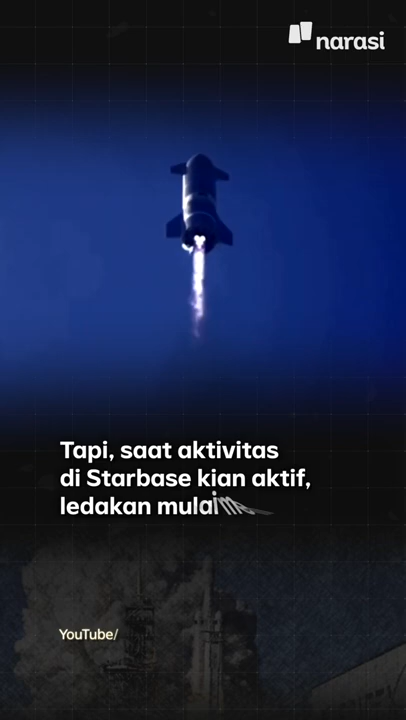 narasi
Tapi, saat aktivitas
di Starbase kian aktif,
ledakan mulai
YouTube/